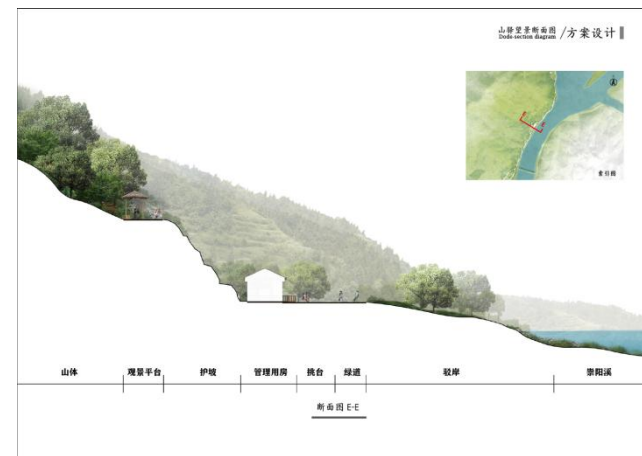 山驿望景断面图 /方案设计
Dode-section diagram
索引图
山体 观景平台 护坡 管理用房 挑台 绿道 驳岸 崇阳溪
断面图 E-E